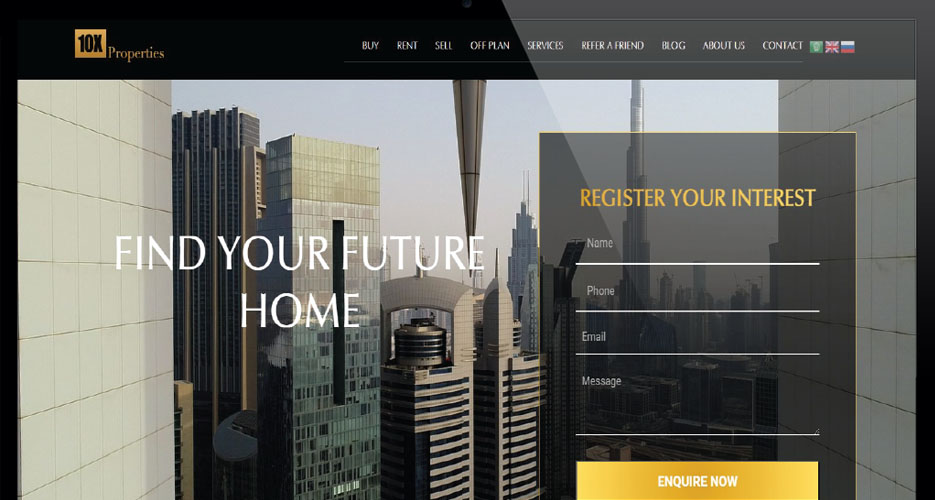 10X Properties
BUY RENT SELL OFF PLAN SERVICES REFER A FRIEND BLOG ABOUT US CONTACT
FIND YOUR FUTURE
HOME
REGISTER YOUR INTEREST
Name
Phone
Email
Message
ENQUIRE NOW